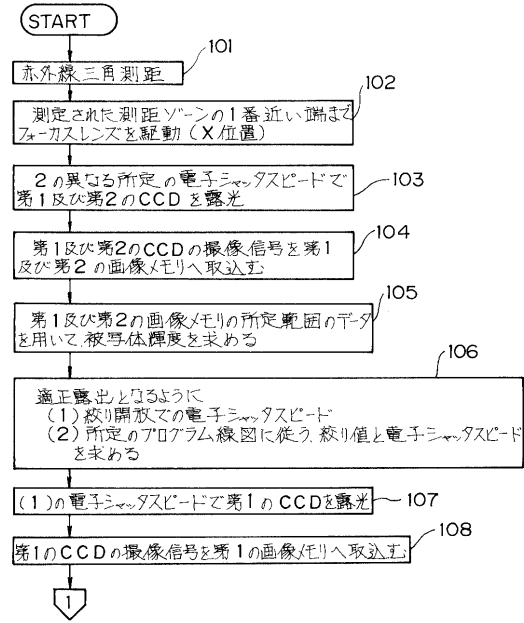 START
101
赤外線三角測距
102
測定された測距ゾーンの1番近い端まで
フォーカスレンズを駆動(X位置)
103
2の異なる所定の電子シャッタスピードで
第1及び第2のCCDを露光
104
第1及び第2のCCDの撮像信号を第1
及び第2の画像メモリへ取込む
105
第1及び第2の画像メモリの所定範囲のデータ
を用いて、被写体輝度を求める
106
適正露出となるように
(1)絞り開放での電子シャッタスピード
(2)所定のプログラム線図に従う、絞り値と電子シャッタスピード
を求める
107
(1)の電子シャッタスピードで第1のCCDを露光
108
第1のCCDの撮像信号を第1の画像メモリへ取込む
1